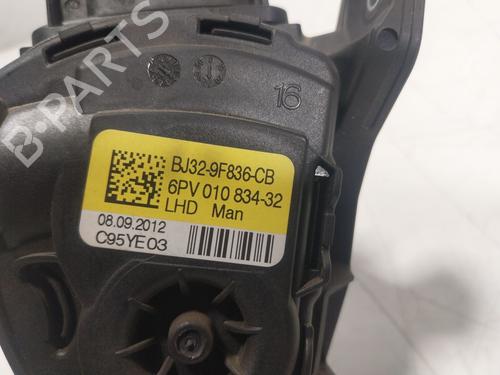 B-PARTS
16
BJ32-9F836-CB
6PV 010 834-32
LHD Man
08.09.2012
C95YE03